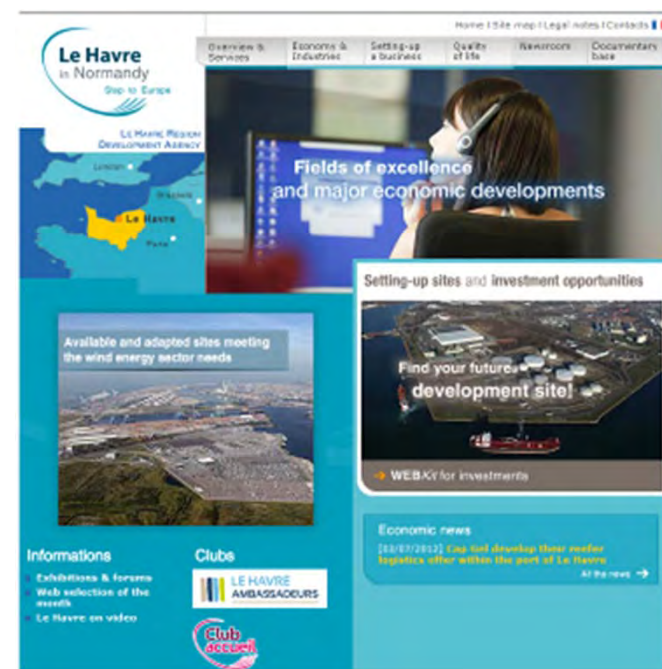 Home | Site map | Legal notes | Contacts
Overview & Services
Economy & Industries
Setting-up a business
Quality of life
Newsroom
Documentary base
Le Havre
in Normandy
Step to Europe
LE HAVRE REGION
DEVELOPMENT AGENCY
London
Brussels
Le Havre
Paris
Fields of excellence
and major economic developments
Setting-up sites and investment opportunities
Find your future
development site!
WEBKit for investments
Available and adapted sites meeting
the wind energy sector needs
Economic news
[03/07/2012] Cap Gel develop their reefer
logistics offer within the port of Le Havre
All the news
Informations
Exhibitions & forums
Web selection of the
month
Le Havre on video
Clubs
LE HAVRE
AMBASSADEURS
Club
accueil